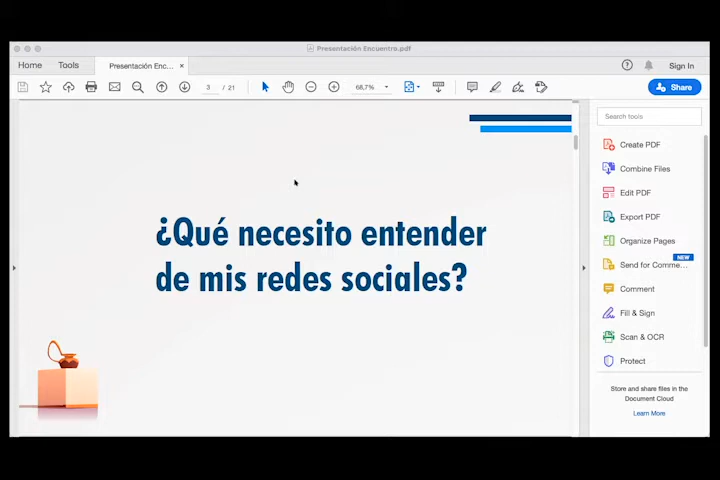 Presentación Encuentro.pdf
Home Tools Presentación Enc... × Sign In
3 / 21 68,7% Share
Search tools
Create PDF
Combine Files
Edit PDF
Export PDF
Organize Pages
NEW
Send for Comme...
Comment
Fill & Sign
Scan & OCR
Protect
Store and share files in the
Document Cloud
Learn More
¿Qué necesito entender
de mis redes sociales?